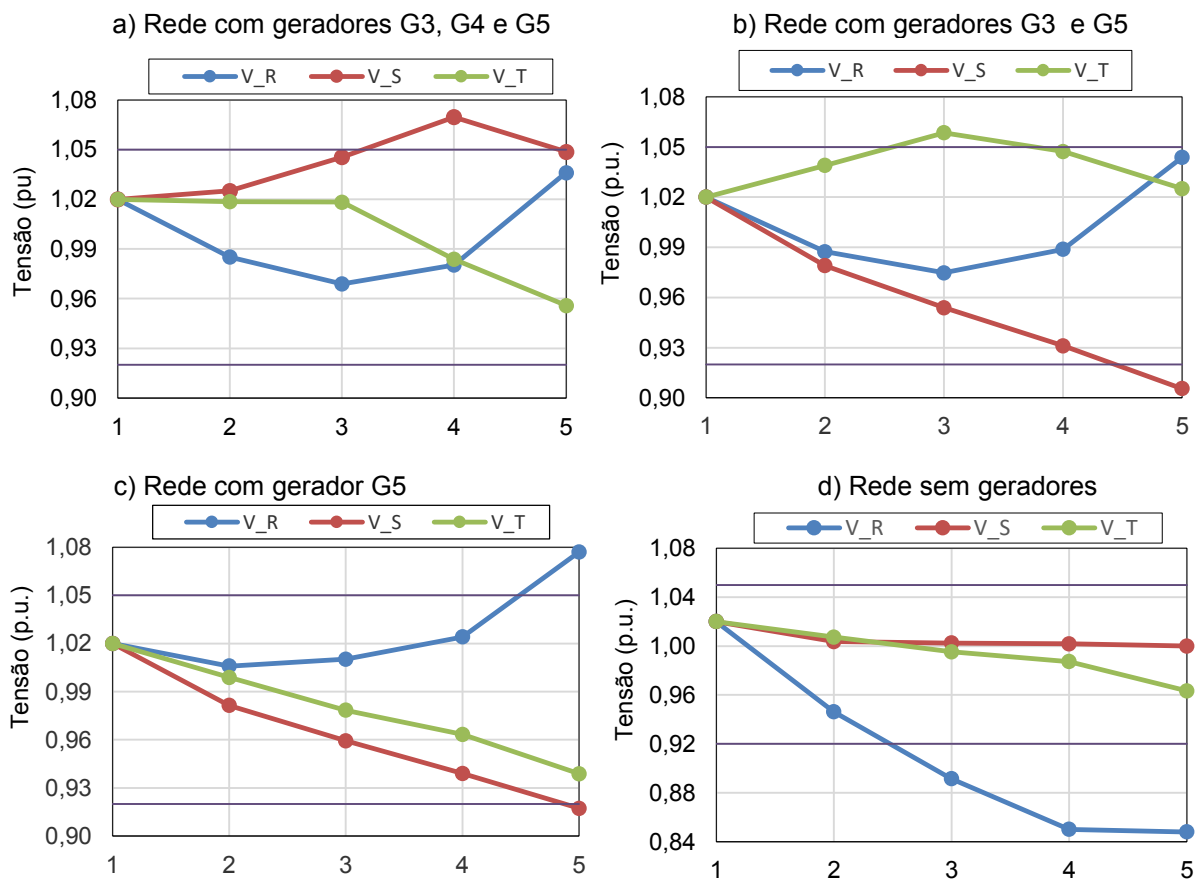 a) Rede com geradores G3, G4 e G5
V_R V_S V_T
Tensão (pu)
1,08
1,05
1,02
0,99
0,96
0,93
0,90
1 2 3 4 5
b) Rede com geradores G3 e G5
V_R V_S V_T
Tensão (p.u.)
1,08
1,05
1,02
0,99
0,96
0,93
0,90
1 2 3 4 5
c) Rede com gerador G5
V_R V_S V_T
Tensão (p.u.)
1,08
1,05
1,02
0,99
0,96
0,93
0,90
1 2 3 4 5
d) Rede sem geradores
V_R V_S V_T
Tensão (p.u.)
1,08
1,04
1,00
0,96
0,92
0,88
0,84
1 2 3 4 5